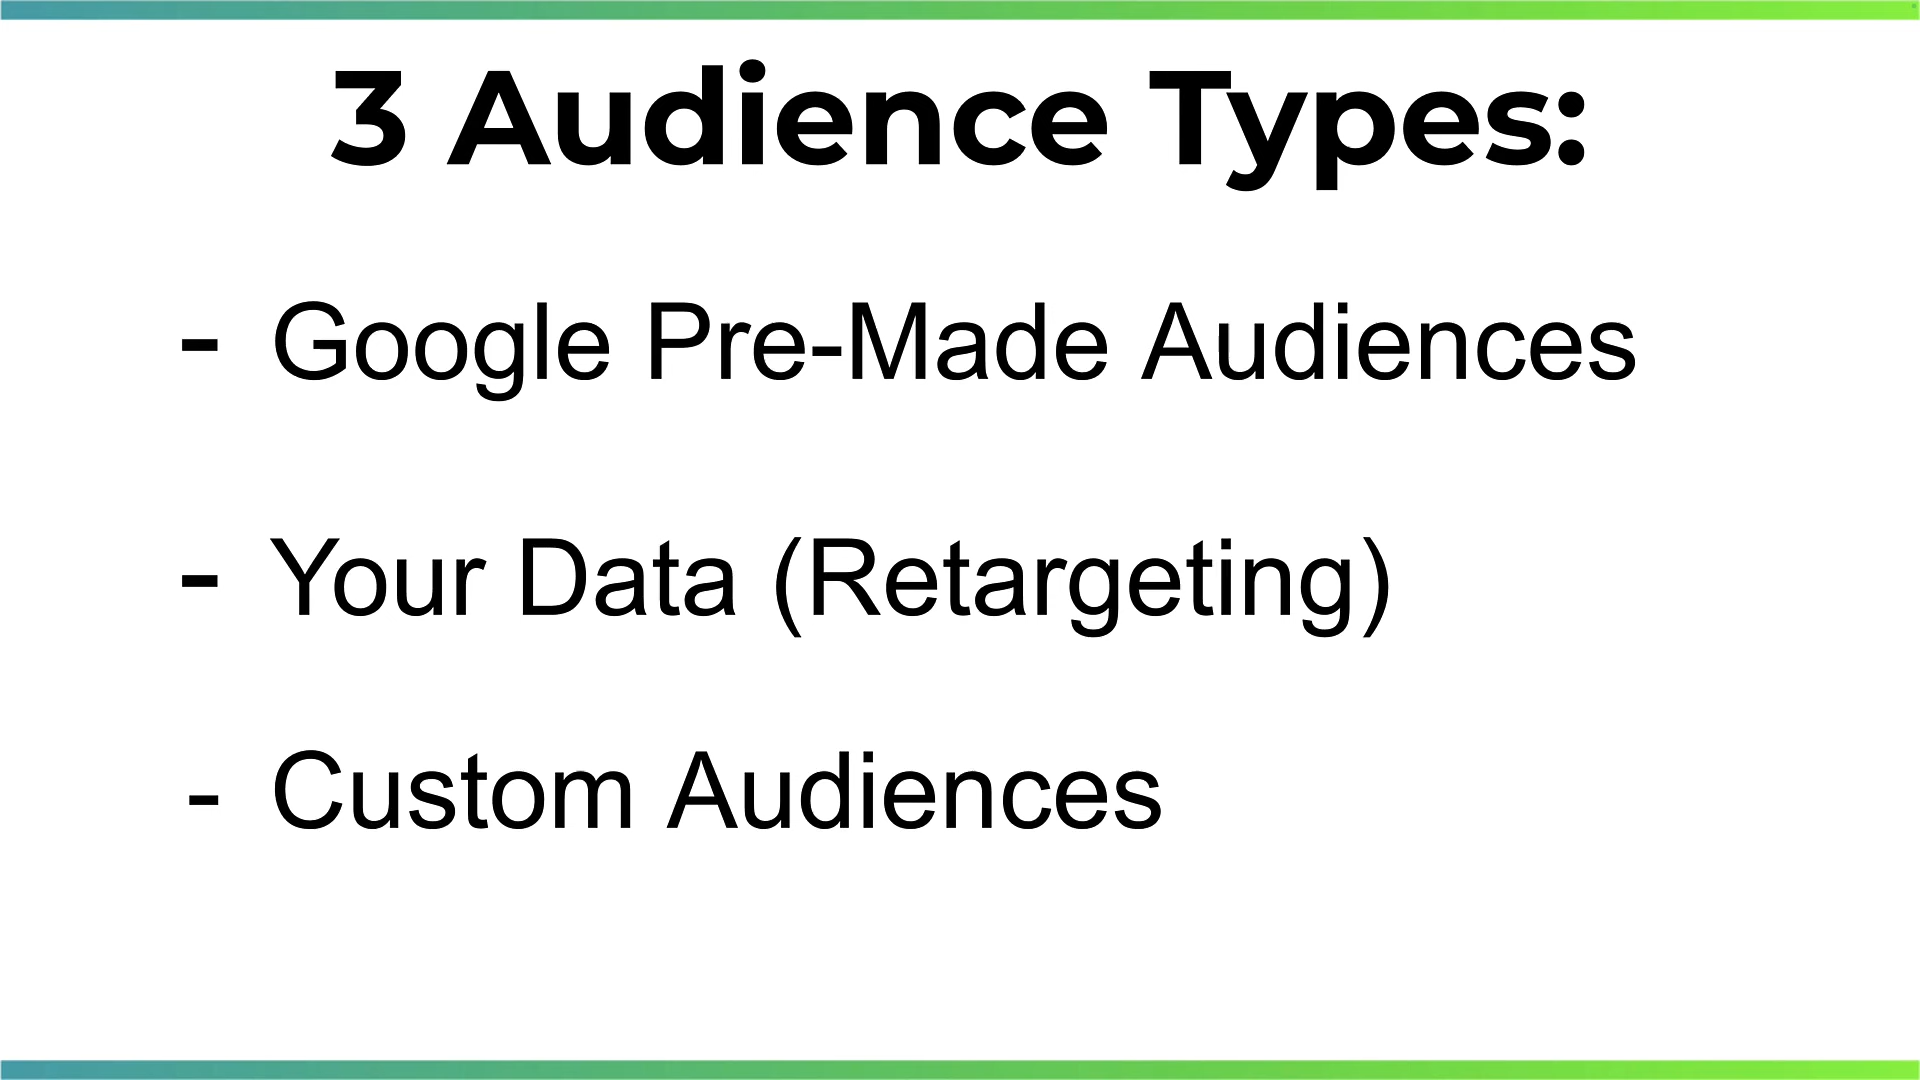 3 Audience Types:
- Google Pre-Made Audiences
- Your Data (Retargeting)
- Custom Audiences